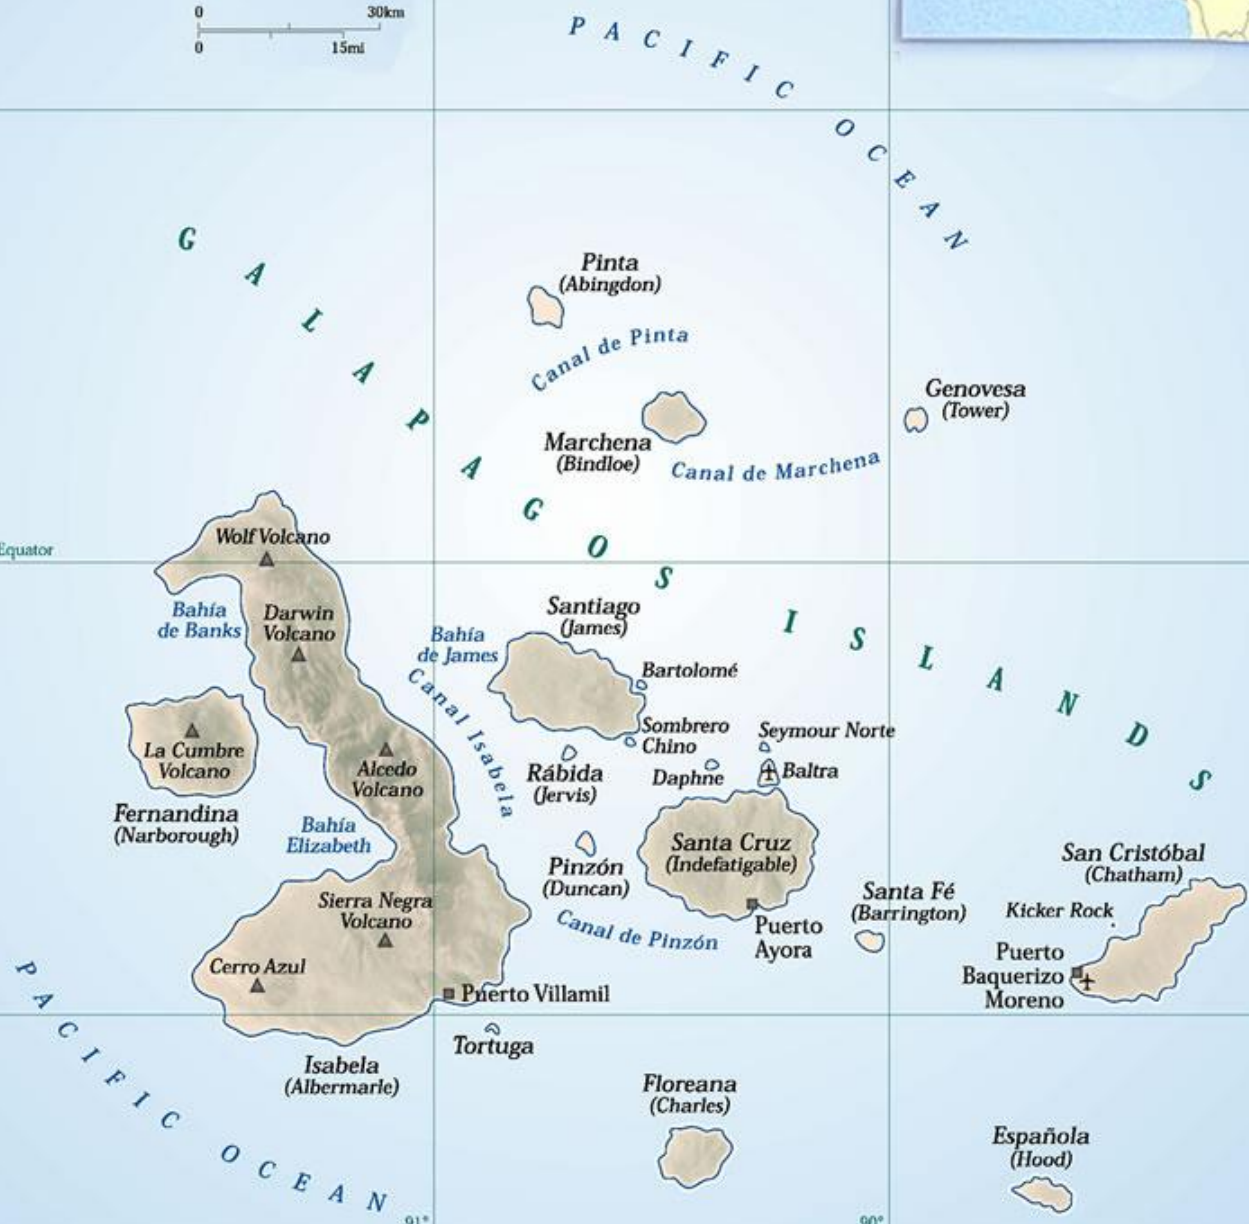 0 30km
0 15mi
PACIFIC OCEAN
GALAPAGOS ISLANDS
Pinta
(Abingdon)
Canal de Pinta
Genovesa
(Tower)
Marchena
(Bindloe)
Canal de Marchena
Equator
Wolf Volcano
Bahía
de Banks
Darwin
Volcano
Santiago
(James)
Bahía
de James
Bartolomé
Canal Isabela
Sombrero
Chino
Seymour Norte
La Cumbre
Volcano
Alcedo
Volcano
Rábida
(Jervis)
Daphne
Baltra
Fernandina
(Narborough)
Bahía
Elizabeth
Santa Cruz
(Indefatigable)
Pinzón
(Duncan)
San Cristóbal
(Chatham)
Sierra Negra
Volcano
Canal de Pinzón
Puerto
Ayora
Santa Fé
(Barrington)
Kicker Rock
Cerro Azul
Puerto Villamil
Puerto
Baquerizo
Moreno
Tortuga
Isabela
(Albermarle)
Floreana
(Charles)
Española
(Hood)
PACIFIC OCEAN
91° 90°